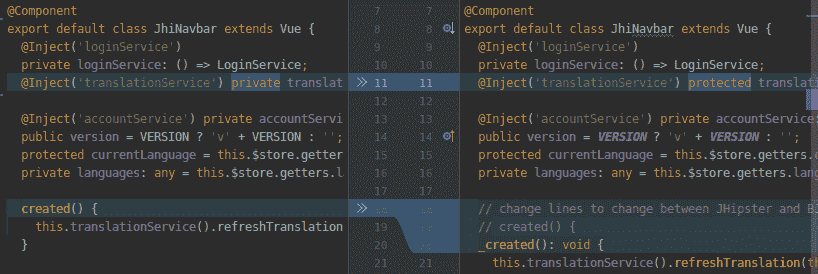 @Component
export default class JhiNavbar extends Vue {
@Inject('loginService')
private loginService: () => LoginService;
@Inject('translationService') private translat
@Inject('accountService') private accountServi
public version = VERSION ? 'v' + VERSION : '';
protected currentLanguage = this.$store.getter
private languages: any = this.$store.getters.l
created() {
this.translationService().refreshTranslation
}
7 7
8 8
9 9
10 10
11 11
12 12
13 13
14 14
15 15
16 16
17 17
19
20
21 21
@Component
export default class JhiNavbar extends Vue {
@Inject('loginService')
private loginService: () => LoginService;
@Inject('translationService') protected translati
@Inject('accountService') private accountService:
public version = VERSION ? 'v' + VERSION : '';
protected currentLanguage = this.$store.getters.
private languages: any = this.$store.getters.lang
// change lines to change between JHipster and
// created() {
_created(): void {
this.translationService().refreshTranslation(th